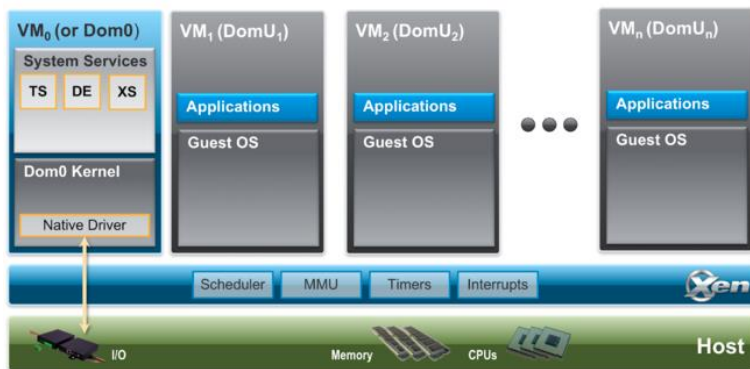 VM0 (or Dom0)
System Services
TS DE XS
Dom0 Kernel
Native Driver
VM1 (DomU1)
Applications
Guest OS
VM2 (DomU2)
Applications
Guest OS
VMn (DomUn)
Applications
Guest OS
Scheduler MMU Timers Interrupts
Xen
I/O Memory CPUs Host